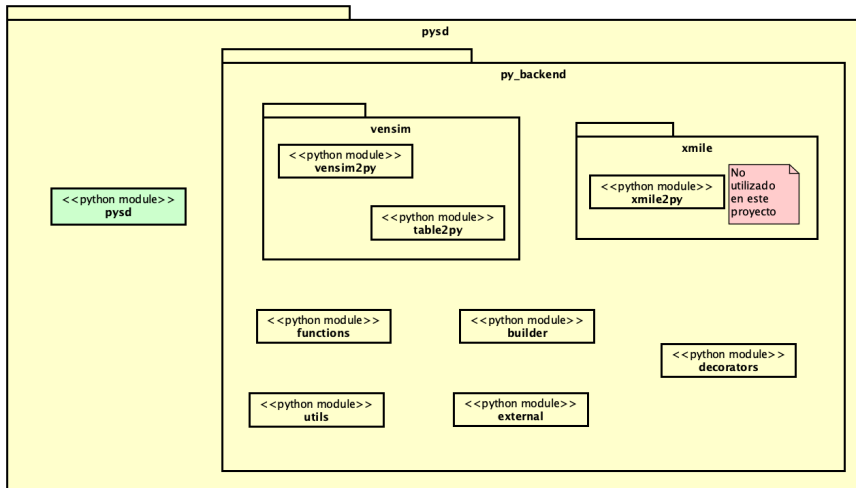 pysd
py_backend
vensim
<<python module>>
vensim2py
<<python module>>
table2py
xmile
<<python module>>
xmile2py
No
utilizado
en este
proyecto
<<python module>>
pysd
<<python module>>
functions
<<python module>>
builder
<<python module>>
decorators
<<python module>>
utils
<<python module>>
external